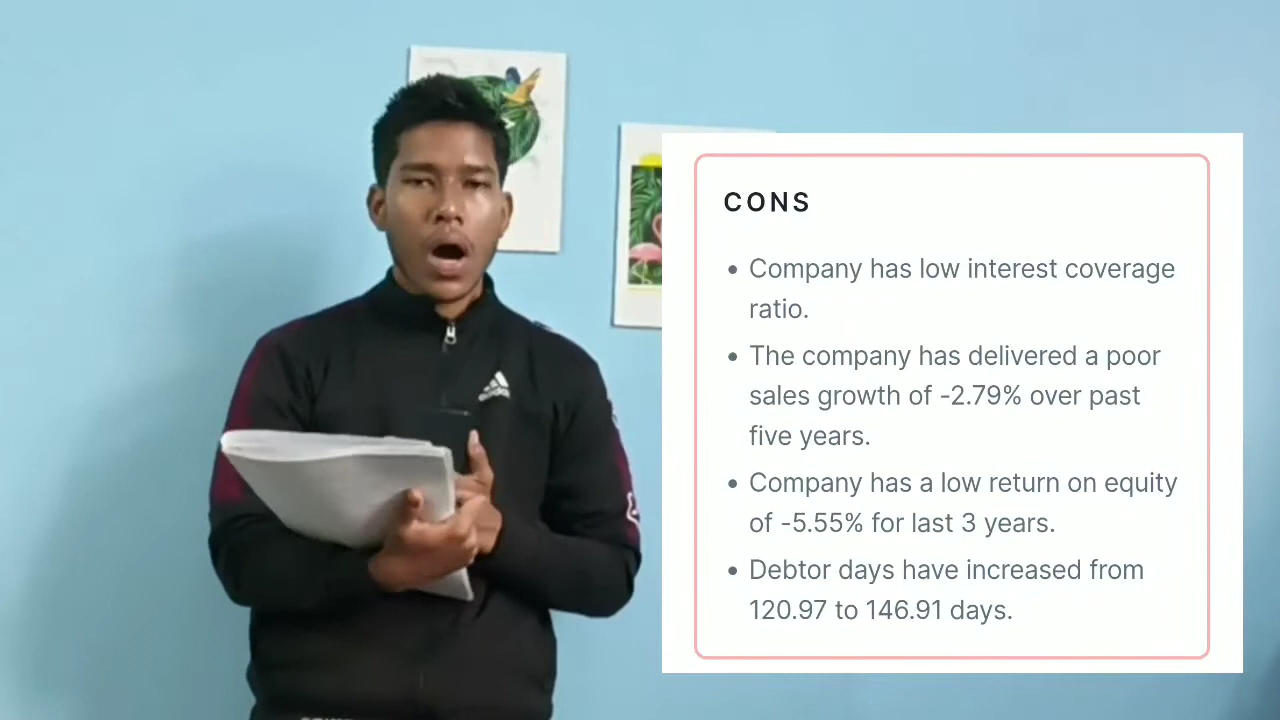 CONS
• Company has low interest coverage
ratio.
• The company has delivered a poor
sales growth of -2.79% over past
five years.
• Company has a low return on equity
of -5.55% for last 3 years.
• Debtor days have increased from
120.97 to 146.91 days.